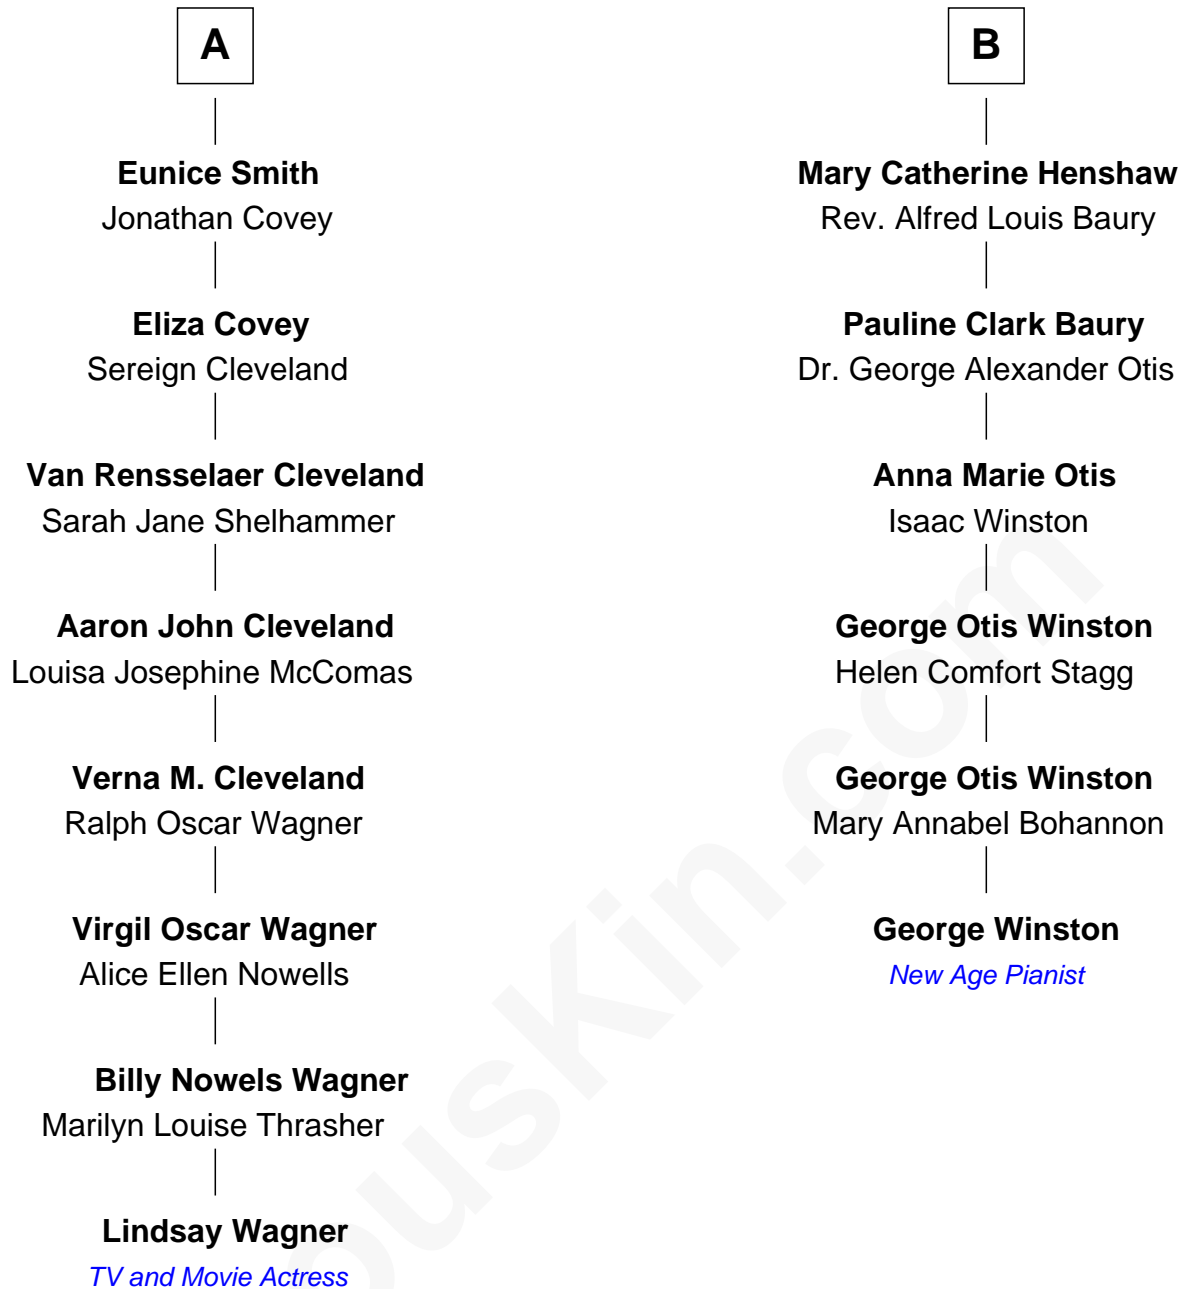 A
Eunice Smith
Jonathan Covey
Eliza Covey
Sereign Cleveland
Van Rensselaer Cleveland
Sarah Jane Shelhammer
Aaron John Cleveland
Louisa Josephine McComas
Verna M. Cleveland
Ralph Oscar Wagner
Virgil Oscar Wagner
Alice Ellen Nowells
Billy Nowels Wagner
Marilyn Louise Thrasher
Lindsay Wagner
TV and Movie Actress
B
Mary Catherine Henshaw
Rev. Alfred Louis Baury
Pauline Clark Baury
Dr. George Alexander Otis
Anna Marie Otis
Isaac Winston
George Otis Winston
Helen Comfort Stagg
George Otis Winston
Mary Annabel Bohannon
George Winston
New Age Pianist
ousKin.com